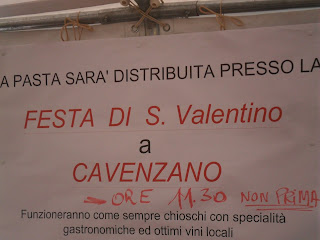 A PASTA SARA' DISTRIBUITA PRESSO LA
FESTA DI S. Valentino
a
CAVENZANO
ORE 11.30 NON PRIMA
Funzioneranno come sempre chioschi con specialità
gastronomiche ed ottimi vini locali